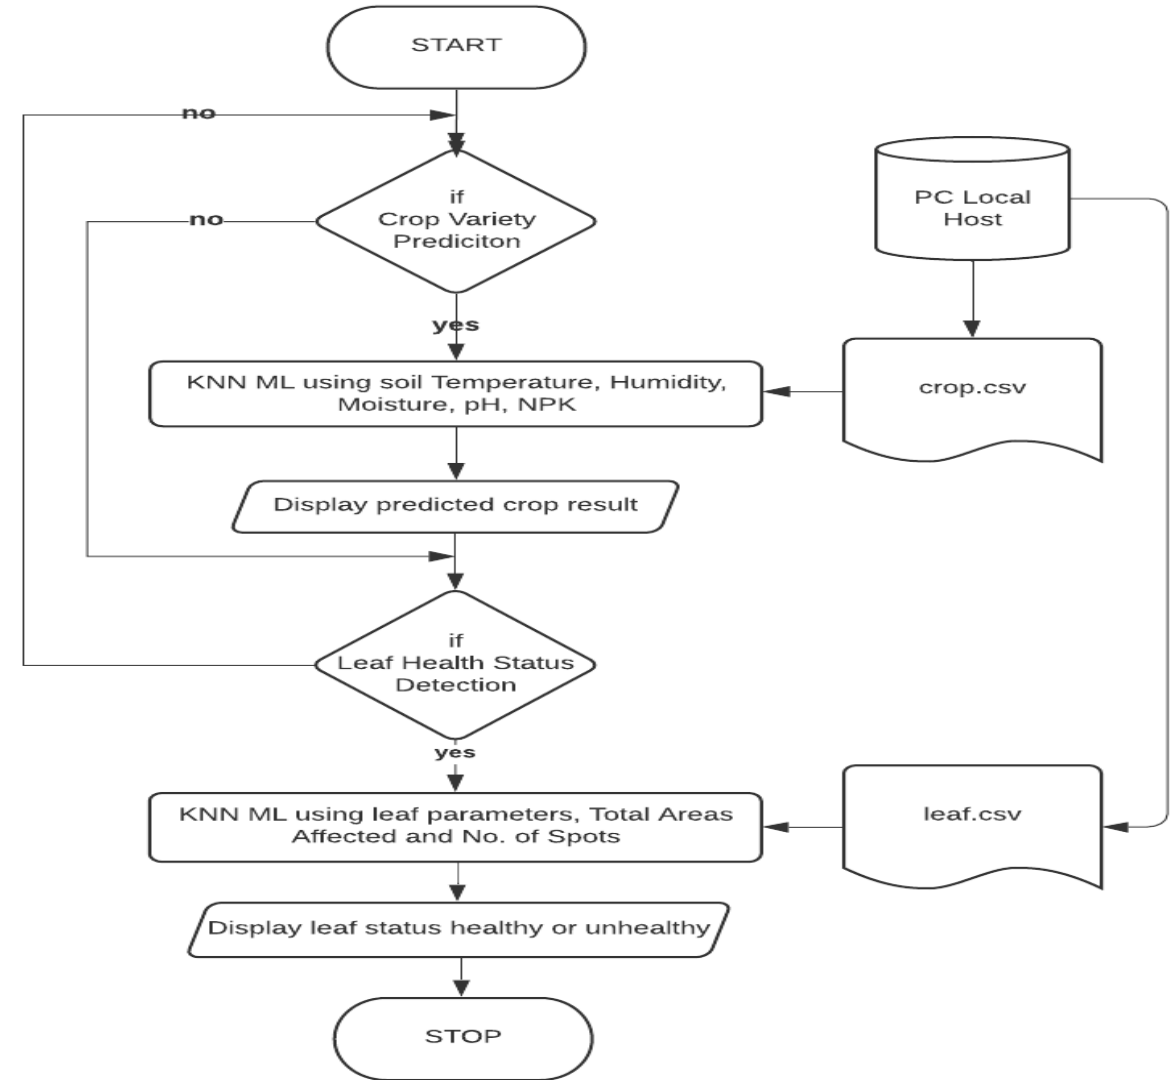 START
no
if
Crop Variety
Prediciton
no
PC Local
Host
yes
KNN ML using soil Temperature, Humidity,
Moisture, pH, NPK
crop.csv
Display predicted crop result
if
Leaf Health Status
Detection
yes
KNN ML using leaf parameters, Total Areas
Affected and No. of Spots
leaf.csv
Display leaf status healthy or unhealthy
STOP